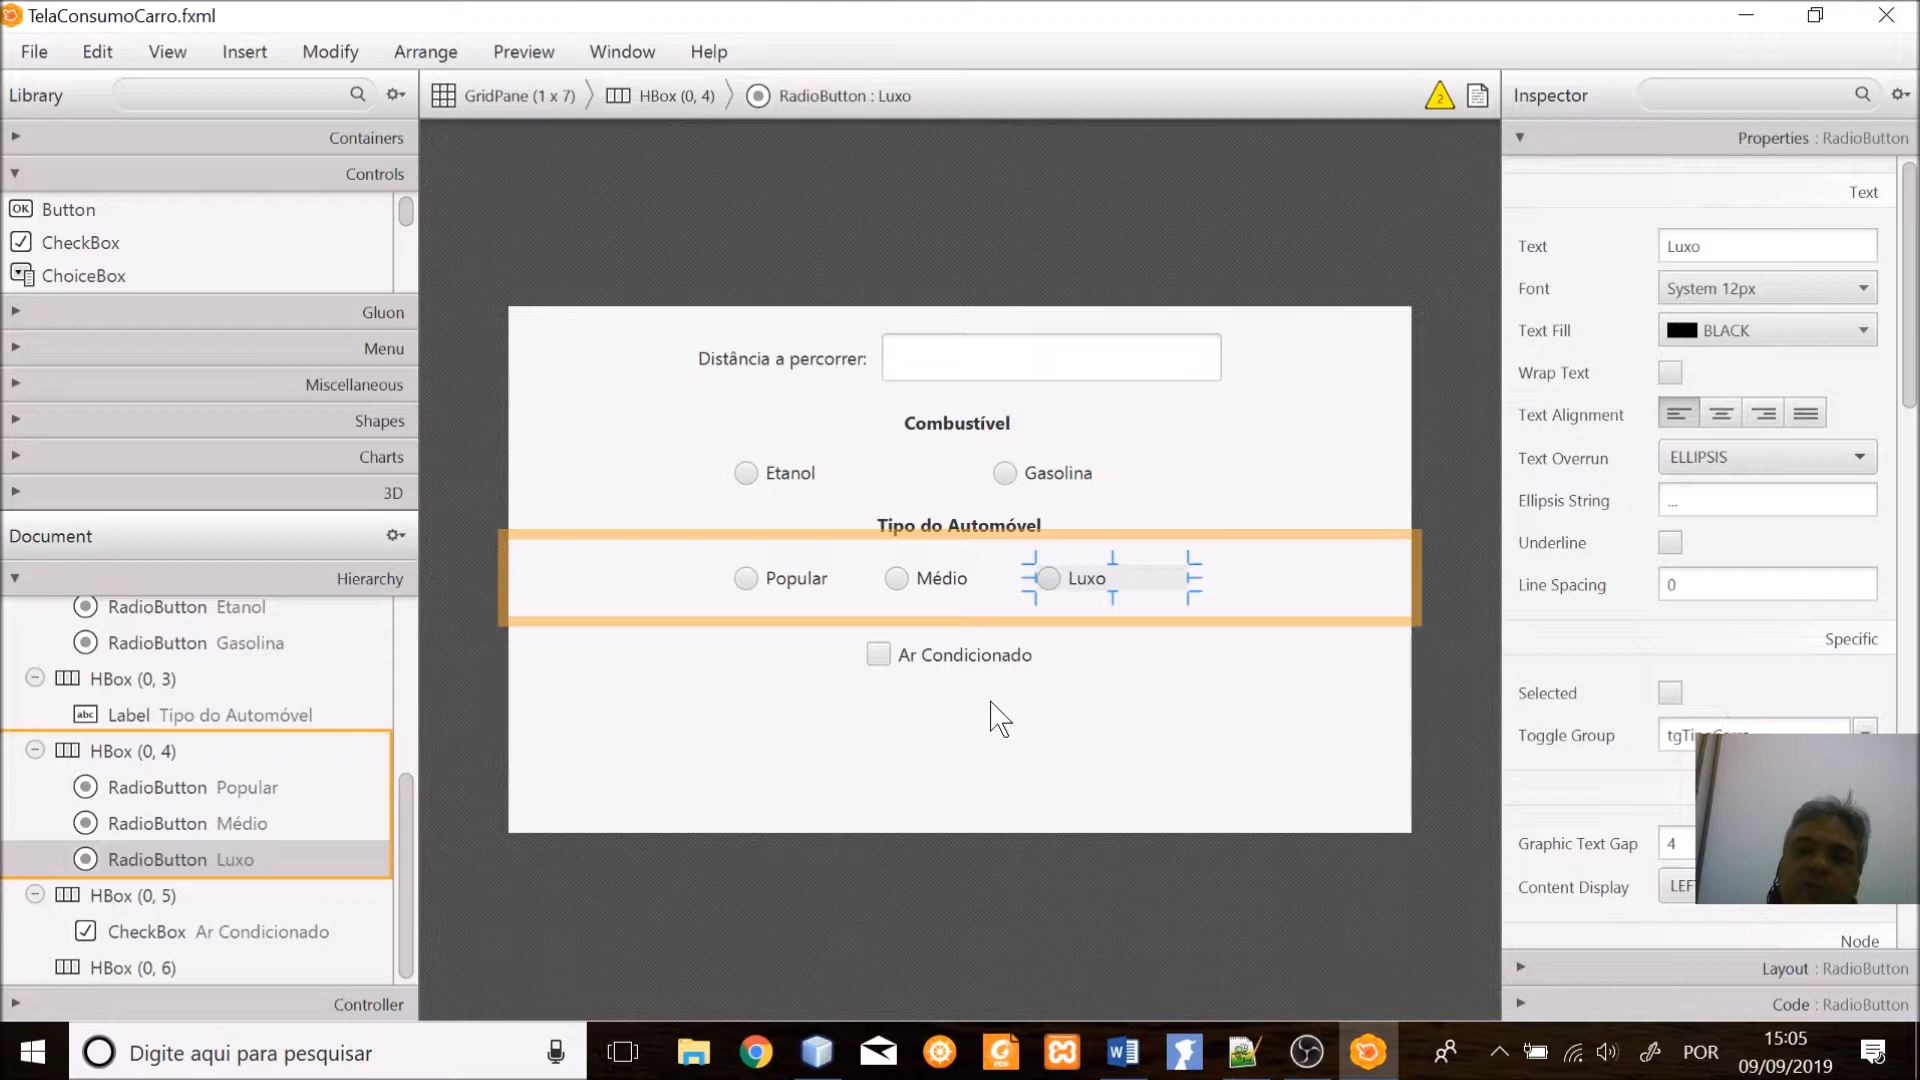 TelaConsumoCarro.fxml
File Edit View Insert Modify Arrange Preview Window Help
Library
GridPane (1 x 7) HBox (0, 4) RadioButton : Luxo
2
Inspector
Containers
Controls
OK Button
CheckBox
ChoiceBox
Gluon
Menu
Miscellaneous
Shapes
Charts
3D
Document
Hierarchy
RadioButton Etanol
RadioButton Gasolina
HBox (0, 3)
abc Label Tipo do Automóvel
HBox (0, 4)
RadioButton Popular
RadioButton Médio
RadioButton Luxo
HBox (0, 5)
CheckBox Ar Condicionado
HBox (0, 6)
Controller
Distância a percorrer:
Combustível
Etanol Gasolina
Tipo do Automóvel
Popular Médio Luxo
Ar Condicionado
Properties : RadioButton
Text
Text Luxo
Font System 12px
Text Fill BLACK
Wrap Text
Text Alignment
Text Overrun ELLIPSIS
Ellipsis String ...
Underline
Line Spacing 0
Specific
Selected
Toggle Group
Graphic Text Gap 4
Content Display
Node
Layout : RadioButton
Code : RadioButton
Digite aqui para pesquisar
POR
15:05
09/09/2019